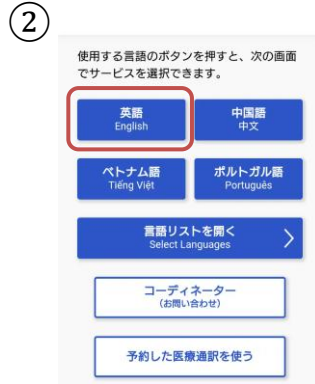 ②
使用する言語のボタンを押すと、次の画面
でサービスを選択できます。
英語
English
中国語
中文
ベトナム語
Tiếng Việt
ポルトガル語
Português
言語リストを開く
Select Languages
コーディネーター
(お問い合わせ)
予約した医療通訳を使う